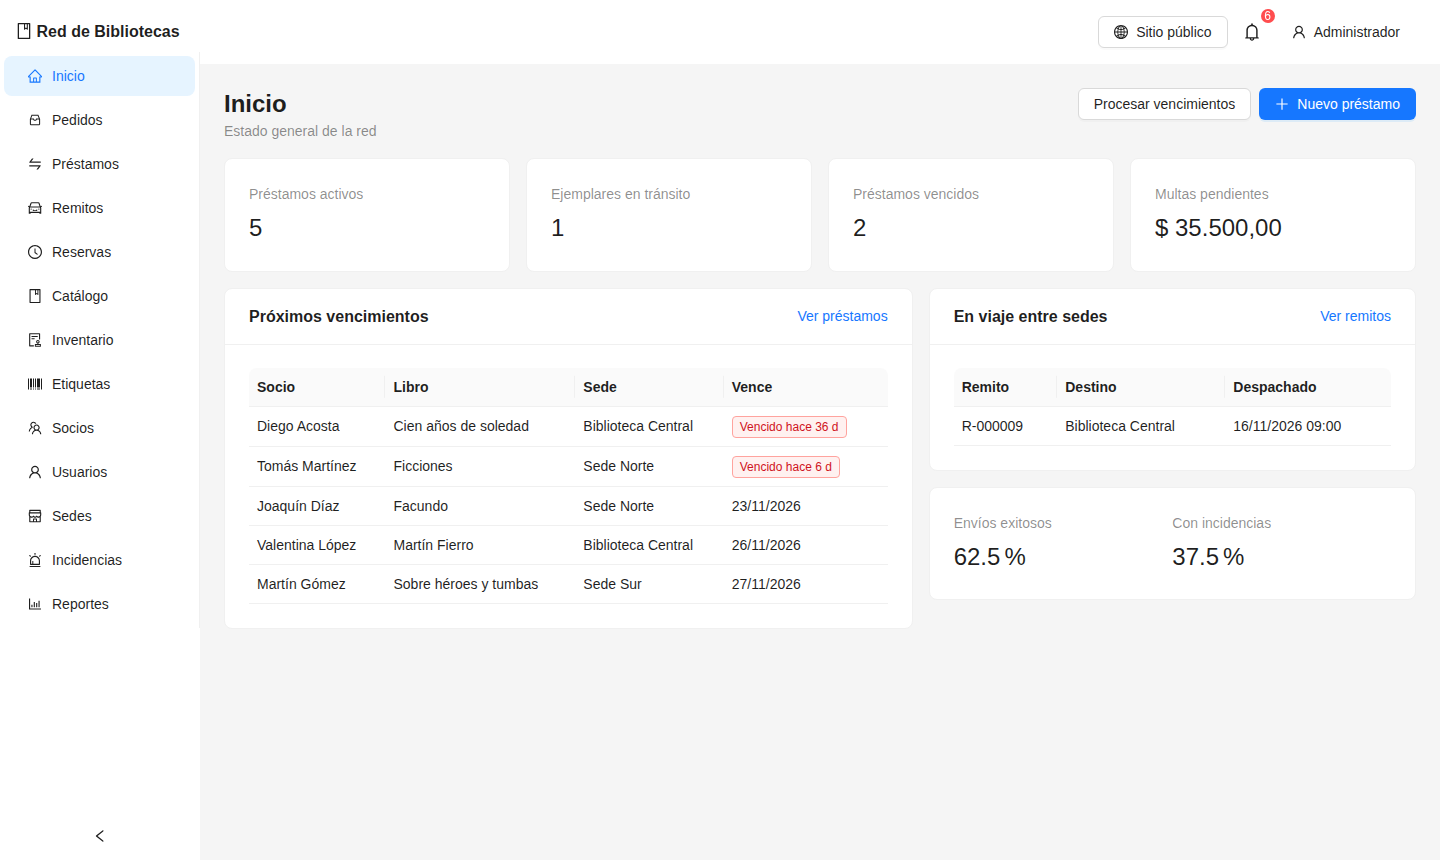 Red de Bibliotecas
Sitio público
6
Administrador
Inicio
Pedidos
Préstamos
Remitos
Reservas
Catálogo
Inventario
Etiquetas
Socios
Usuarios
Sedes
Incidencias
Reportes
Inicio
Estado general de la red
Procesar vencimientos
Nuevo préstamo
Préstamos activos
5
Ejemplares en tránsito
1
Préstamos vencidos
2
Multas pendientes
$ 35.500,00
Próximos vencimientos
Ver préstamos
Socio Libro Sede Vence
Diego Acosta Cien años de soledad Biblioteca Central Vencido hace 36 d
Tomás Martínez Ficciones Sede Norte Vencido hace 6 d
Joaquín Díaz Facundo Sede Norte 23/11/2026
Valentina López Martín Fierro Biblioteca Central 26/11/2026
Martín Gómez Sobre héroes y tumbas Sede Sur 27/11/2026
En viaje entre sedes
Ver remitos
Remito Destino Despachado
R-000009 Biblioteca Central 16/11/2026 09:00
Envíos exitosos
62.5 %
Con incidencias
37.5 %